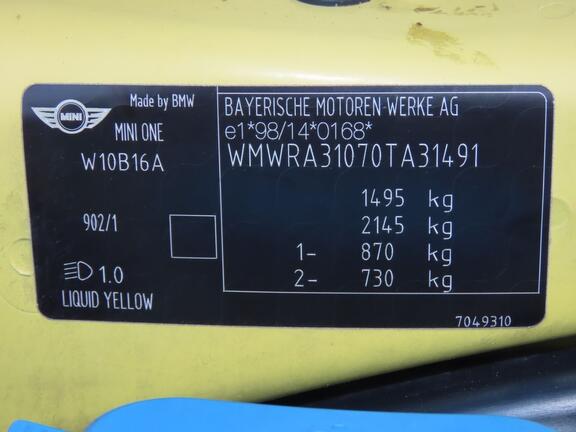 MINI
Made by BMW
MINI ONE
W10B16A
902/1
1.0
LIQUID YELLOW
BAYERISCHE MOTOREN WERKE AG
e1*98/14*0168*
WMWRA31070TA31491
1495 kg
2145 kg
1- 870 kg
2- 730 kg
7049310